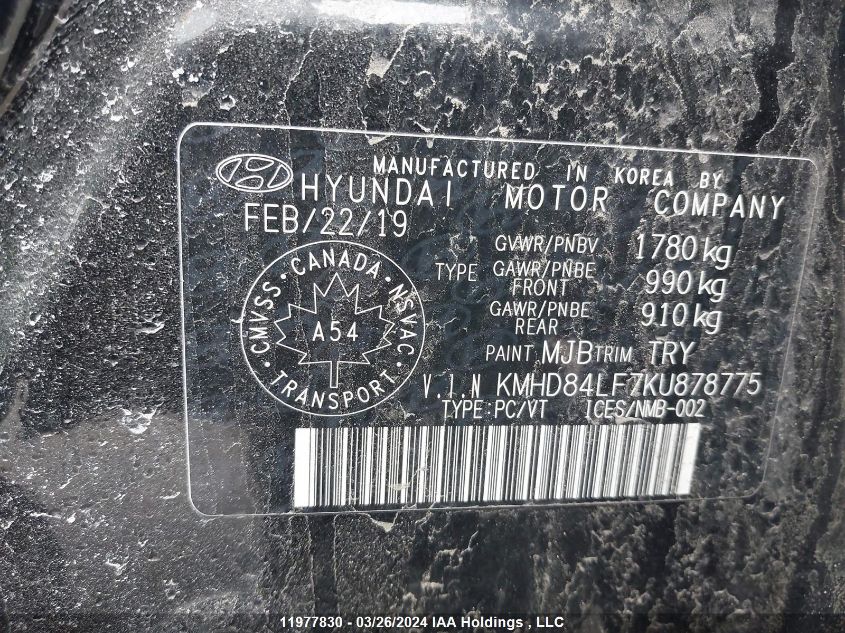 MANUFACTURED IN KOREA BY
HYUNDAI MOTOR COMPANY
FEB/22/19
GVWR/PNBV 1780 kg
TYPE GAWR/PNBE FRONT 990 kg
GAWR/PNBE REAR 910 kg
CMVSS · CANADA · NSVAC · TRANSPORT ·
A54
PAINT MJB TRIM TRY
V.I.N KMHD84LF7KU878775
TYPE:PC/VT ICES/NMB-002
11977830 - 03/26/2024 IAA Holdings , LLC